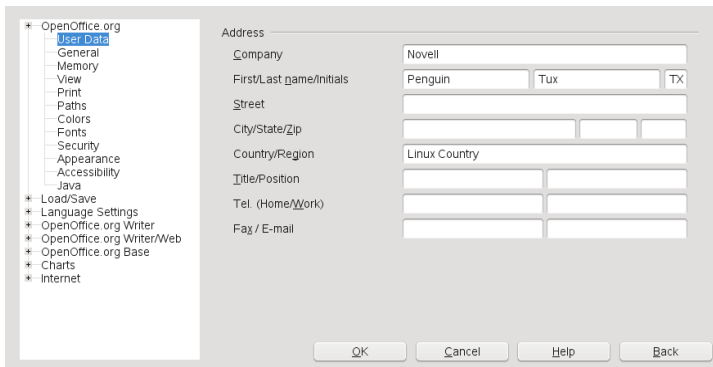 OpenOffice.org
User Data
General
Memory
View
Print
Paths
Colors
Fonts
Security
Appearance
Accessibility
Java
Load/Save
Language Settings
OpenOffice.org Writer
OpenOffice.org Writer/Web
OpenOffice.org Base
Charts
Internet
Address
Company Novell
First/Last name/Initials Penguin Tux TX
Street
City/State/Zip
Country/Region Linux Country
Title/Position
Tel. (Home/Work)
Fax / E-mail
OK Cancel Help Back